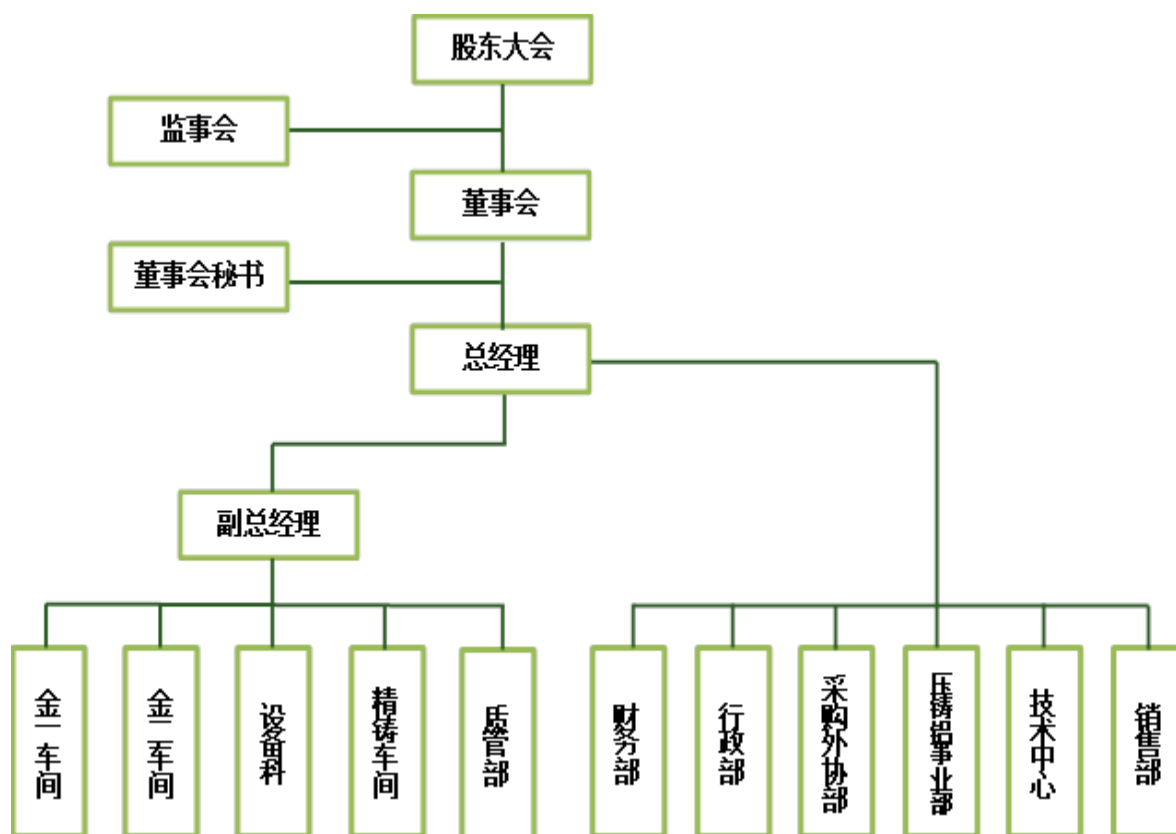 股东大会
监事会
董事会
董事会秘书
总经理
副总经理
金一车间
金二车间
设备科
精铸车间
质管部
财务部
行政部
采购外协部
压铸铝事业部
技术中心
销售部